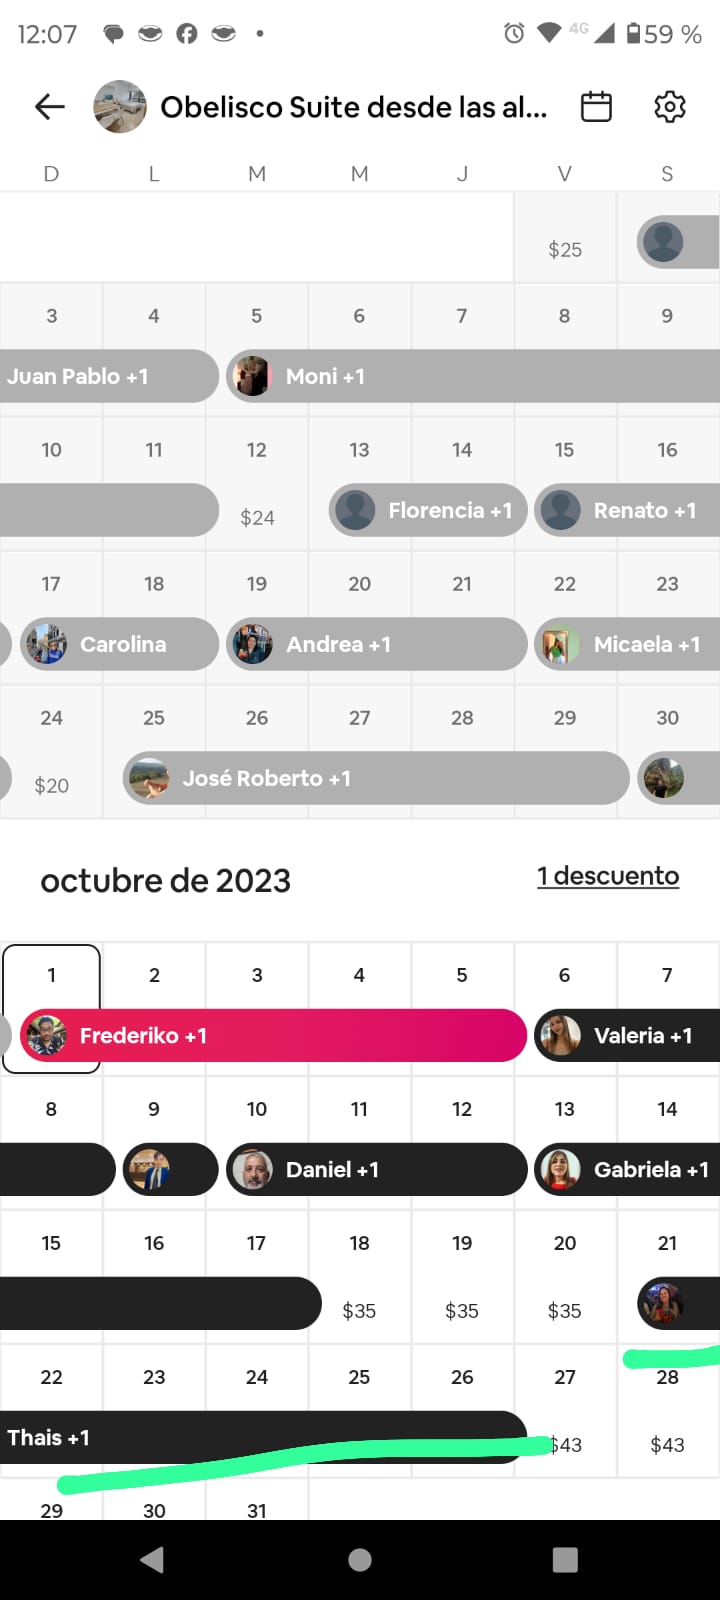 12:07 4G 59 %
Obelisco Suite desde las al...
D L M M J V S
$25
3 4 5 6 7 8 9
Juan Pablo +1 Moni +1
10 11 12 13 14 15 16
$24 Florencia +1 Renato +1
17 18 19 20 21 22 23
Carolina Andrea +1 Micaela +1
24 25 26 27 28 29 30
$20 José Roberto +1
octubre de 2023 1 descuento
1 2 3 4 5 6 7
Frederiko +1 Valeria +1
8 9 10 11 12 13 14
Daniel +1 Gabriela +1
15 16 17 18 19 20 21
$35 $35 $35
22 23 24 25 26 27 28
Thais +1 $43 $43
29 30 31